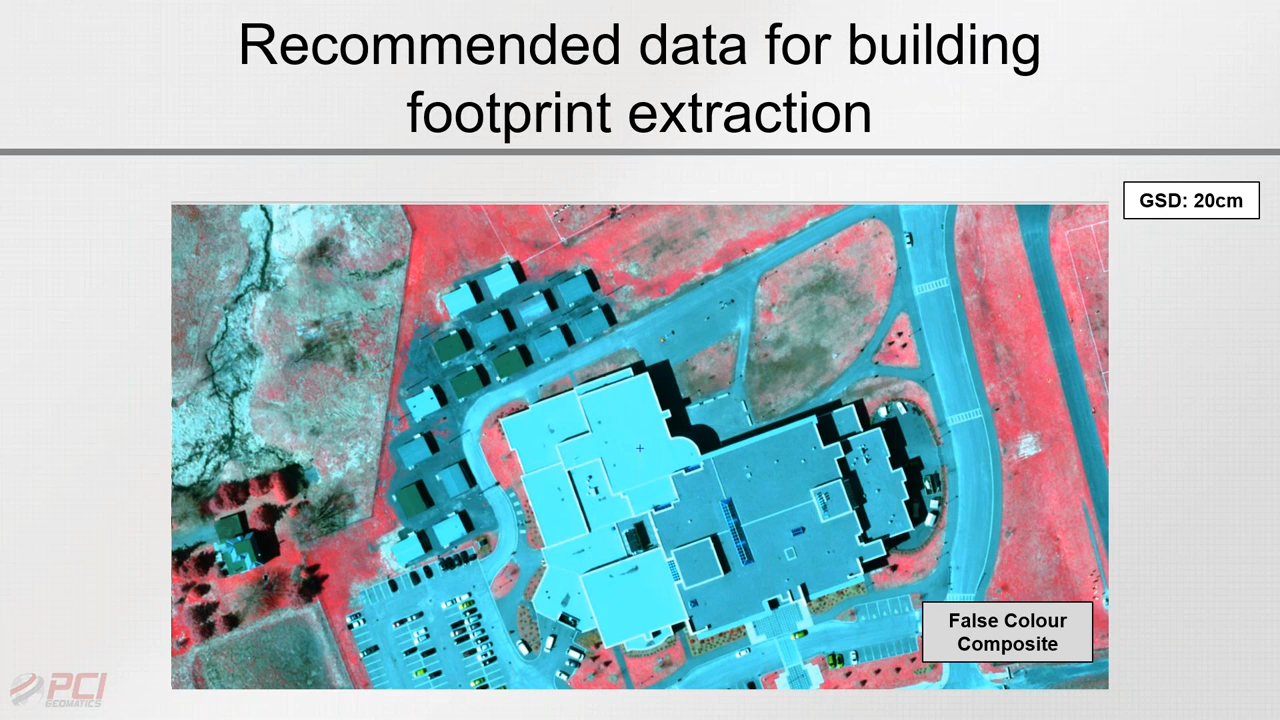 Recommended data for building
footprint extraction
GSD: 20cm
False Colour
Composite
PCI
GEOMATICS